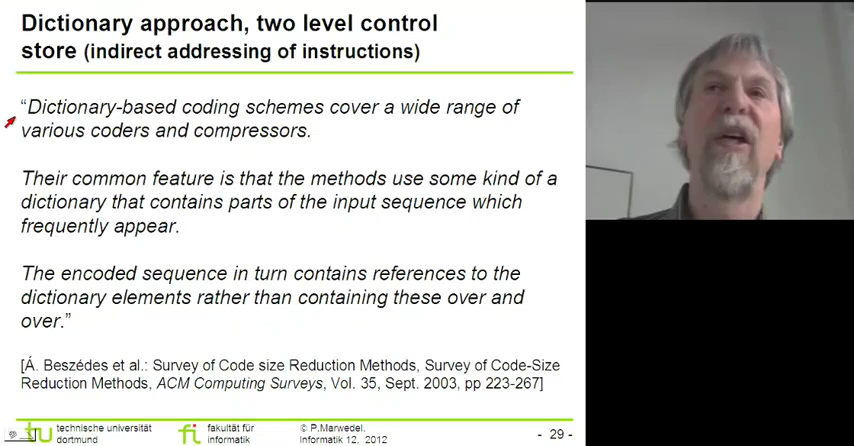 Dictionary approach, two level control
store (indirect addressing of instructions)
“Dictionary-based coding schemes cover a wide range of
various coders and compressors.
Their common feature is that the methods use some kind of a
dictionary that contains parts of the input sequence which
frequently appear.
The encoded sequence in turn contains references to the
dictionary elements rather than containing these over and
over.”
[Á. Beszédes et al.: Survey of Code size Reduction Methods, Survey of Code-Size
Reduction Methods, ACM Computing Surveys, Vol. 35, Sept. 2003, pp 223-267]
technische universität
dortmund
fakultät für
informatik
© P.Marwedel,
Informatik 12, 2012
- 29 -